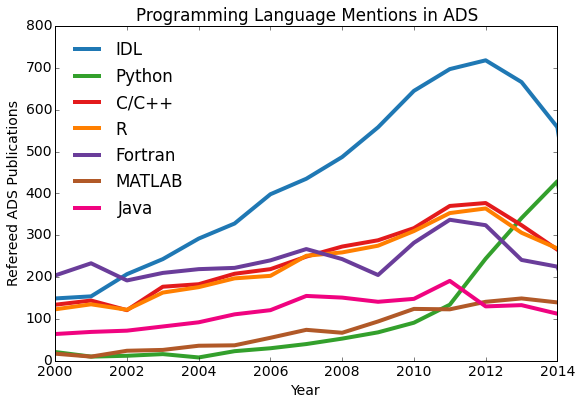 Programming Language Mentions in ADS
800
700
600
500
400
300
200
100
0
Refereed ADS Publications
IDL
Python
C/C++
R
Fortran
MATLAB
Java
2000 2002 2004 2006 2008 2010 2012 2014
Year